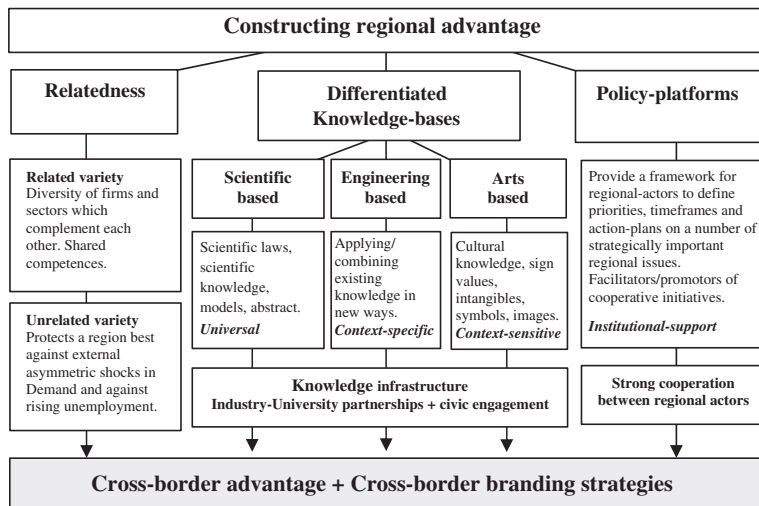 Constructing regional advantage
Relatedness
Differentiated
Knowledge-bases
Policy-platforms
Related variety
Diversity of firms and
sectors which
complement each
other. Shared
competences.
Unrelated variety
Protects a region best
against external
asymmetric shocks in
Demand and against
rising unemployment.
Scientific
based
Engineering
based
Arts
based
Scientific laws,
scientific
knowledge,
models, abstract.
Universal
Applying/
combining
existing
knowledge in
new ways.
Context-specific
Cultural
knowledge, sign
values,
intangibles,
symbols, images.
Context-sensitive
Knowledge infrastructure
Industry-University partnerships + civic engagement
Provide a framework for
regional-actors to define
priorities, timeframes and
action-plans on a number of
strategically important
regional issues.
Facilitators/promotors of
cooperative initiatives.
Institutional-support
Strong cooperation
between regional actors
Cross-border advantage + Cross-border branding strategies